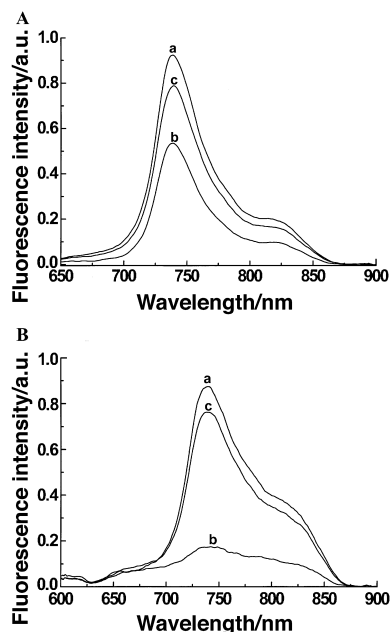 A
Fluorescence intensity/a.u.
1.0
0.8
0.6
0.4
0.2
0.0
a
c
b
650 700 750 800 850 900
Wavelength/nm
B
Fluorescence intensity/a.u.
1.0
0.8
0.6
0.4
0.2
0.0
a
c
b
600 650 700 750 800 850 900
Wavelength/nm